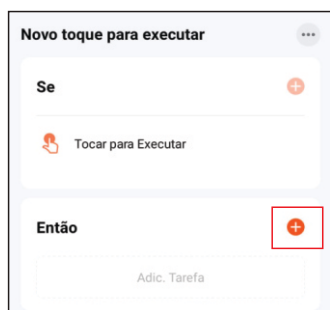 Novo toque para executar
Se
Tocar para Executar
Então
Adic. Tarefa